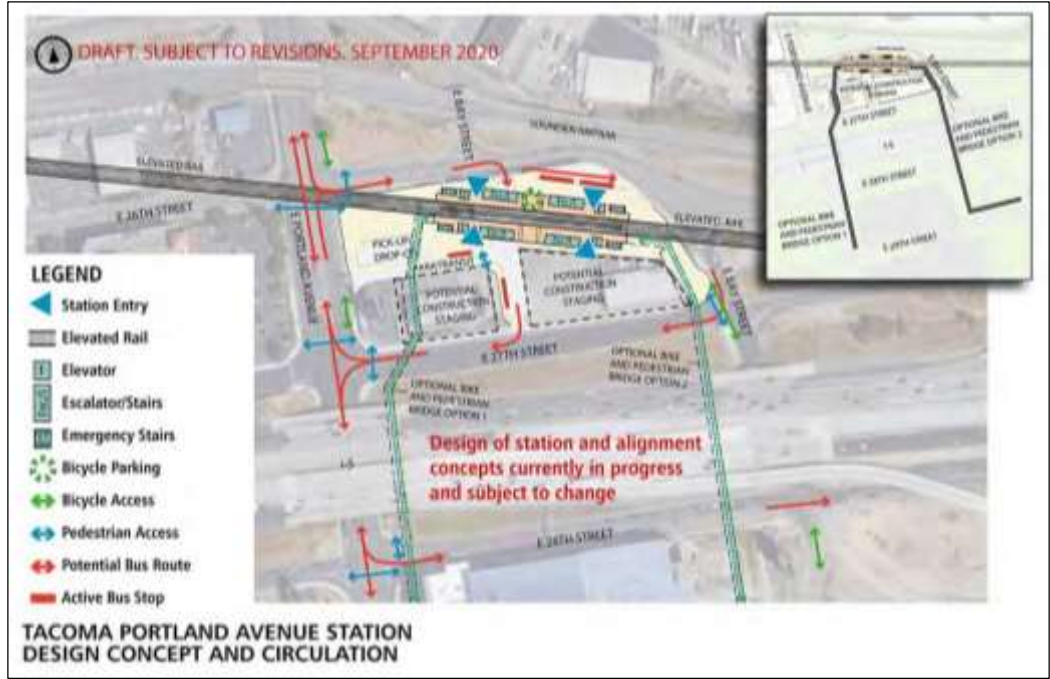 DRAFT. SUBJECT TO REVISIONS. SEPTEMBER 2020
E BAY STREET
SOUNDER/AMTRAK
ELEVATED RAIL
E 26TH STREET
E PORTLAND AVENUE
PICK-UP/
DROP-OFF
PARATRANSIT
ELEVATED RAIL
POTENTIAL
CONSTRUCTION
STAGING
POTENTIAL
CONSTRUCTION
STAGING
E BAY STREET
E 27TH STREET
OPTIONAL BIKE
AND PEDESTRIAN
BRIDGE OPTION 1
OPTIONAL BIKE
AND PEDESTRIAN
BRIDGE OPTION 2
I-5
Design of station and alignment
concepts currently in progress
and subject to change
E 28TH STREET
E 27TH STREET
OPTIONAL BIKE
AND PEDESTRIAN
BRIDGE OPTION 2
I-5
E 28TH STREET
OPTIONAL BIKE
AND PEDESTRIAN
BRIDGE OPTION 1
E 29TH STREET
LEGEND
Station Entry
Elevated Rail
Elevator
Escalator/Stairs
Emergency Stairs
Bicycle Parking
Bicycle Access
Pedestrian Access
Potential Bus Route
Active Bus Stop
TACOMA PORTLAND AVENUE STATION
DESIGN CONCEPT AND CIRCULATION